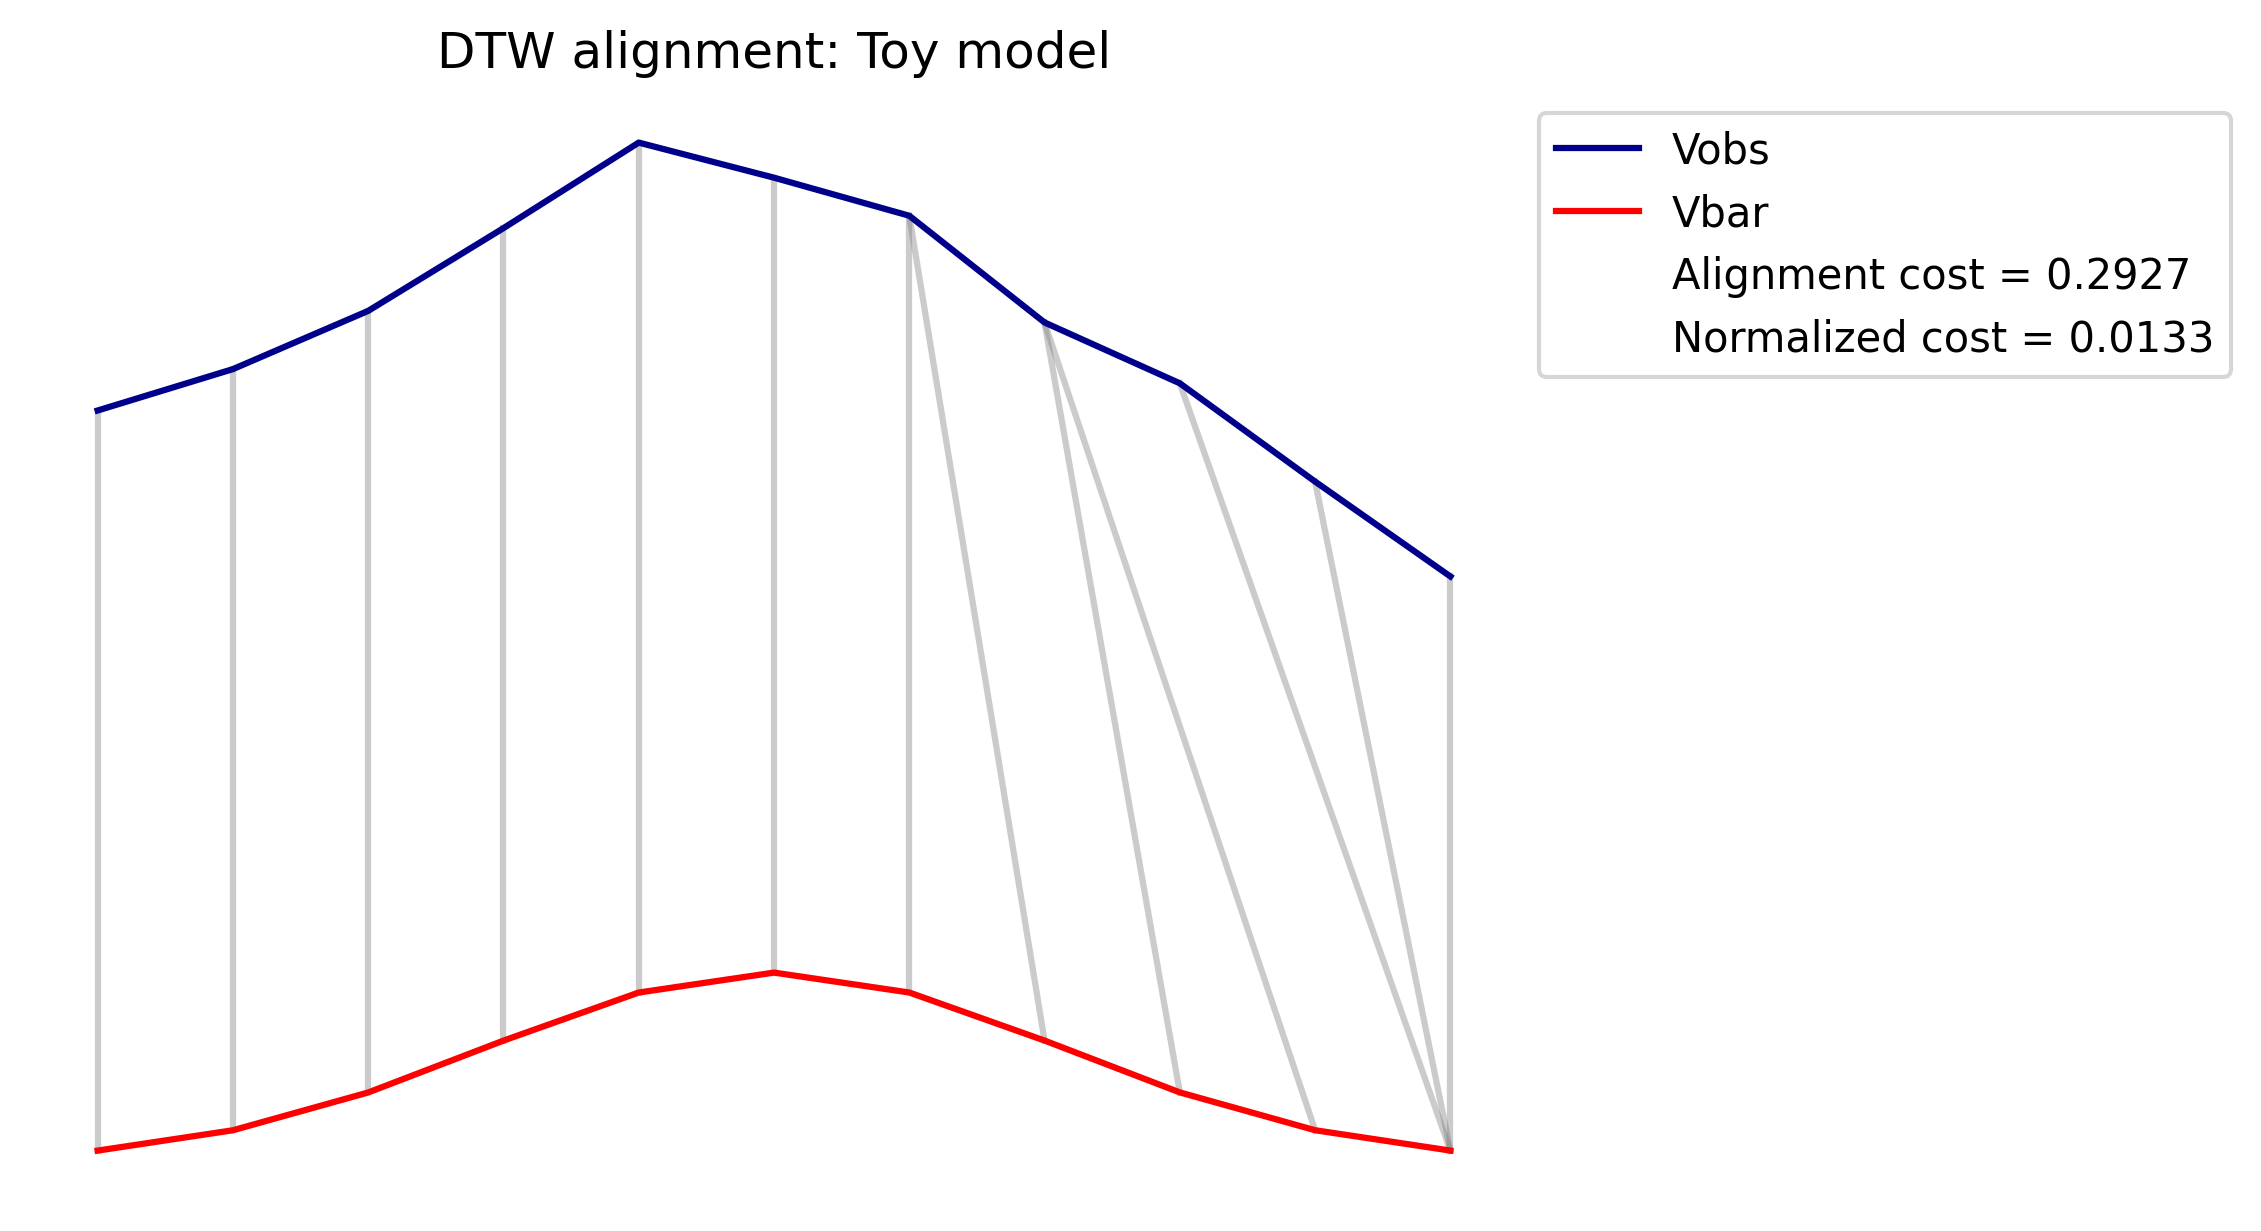 DTW alignment: Toy model
Vobs
Vbar
Alignment cost = 0.2927
Normalized cost = 0.0133